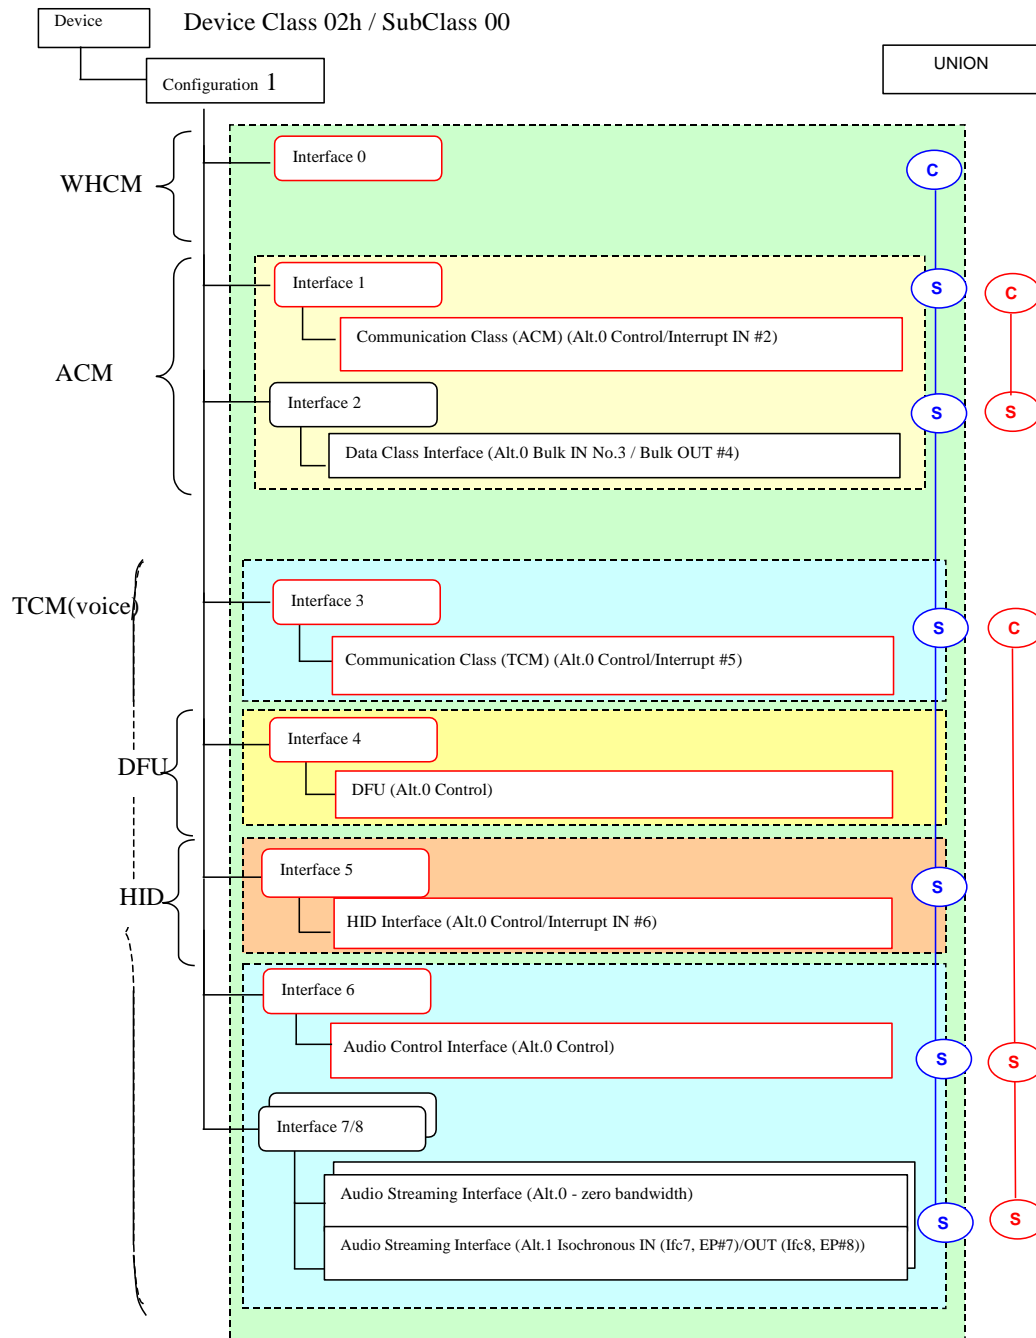 Device
Device Class 02h / SubClass 00
UNION
Configuration 1
Interface 0
C
WHCM
Interface 1
S
C
Communication Class (ACM) (Alt.0 Control/Interrupt IN #2)
ACM
Interface 2
S
S
Data Class Interface (Alt.0 Bulk IN No.3 / Bulk OUT #4)
TCM(voice)
Interface 3
S
C
Communication Class (TCM) (Alt.0 Control/Interrupt #5)
Interface 4
DFU
DFU (Alt.0 Control)
Interface 5
S
HID
HID Interface (Alt.0 Control/Interrupt IN #6)
Interface 6
Audio Control Interface (Alt.0 Control)
S
S
Interface 7/8
Audio Streaming Interface (Alt.0 - zero bandwidth)
S
S
Audio Streaming Interface (Alt.1 Isochronous IN (Ifc7, EP#7)/OUT (Ifc8, EP#8))